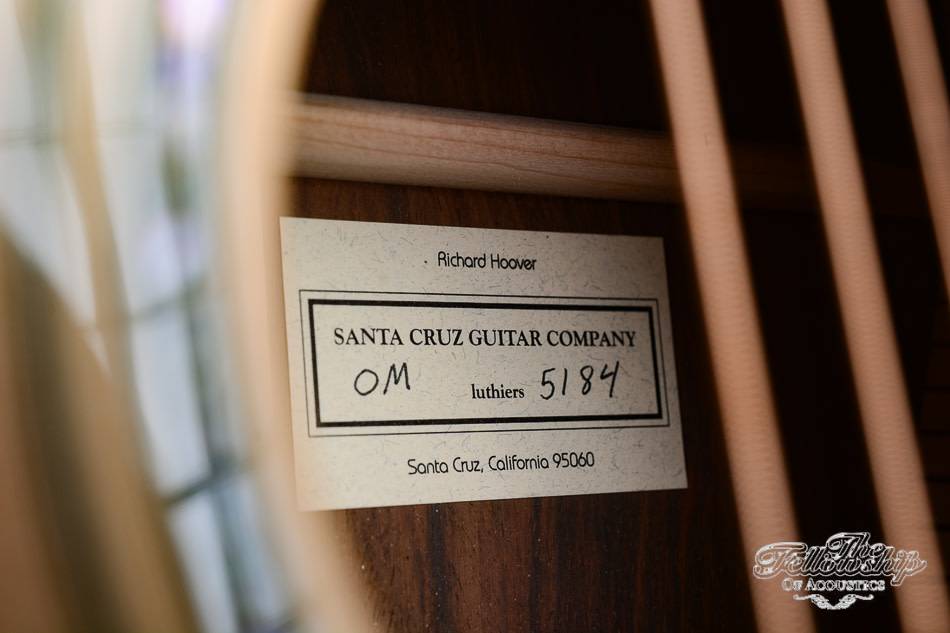 Richard Hoover
SANTA CRUZ GUITAR COMPANY
OM luthiers 5184
Santa Cruz, California 95060
The
Fellowship
Of Acoustics